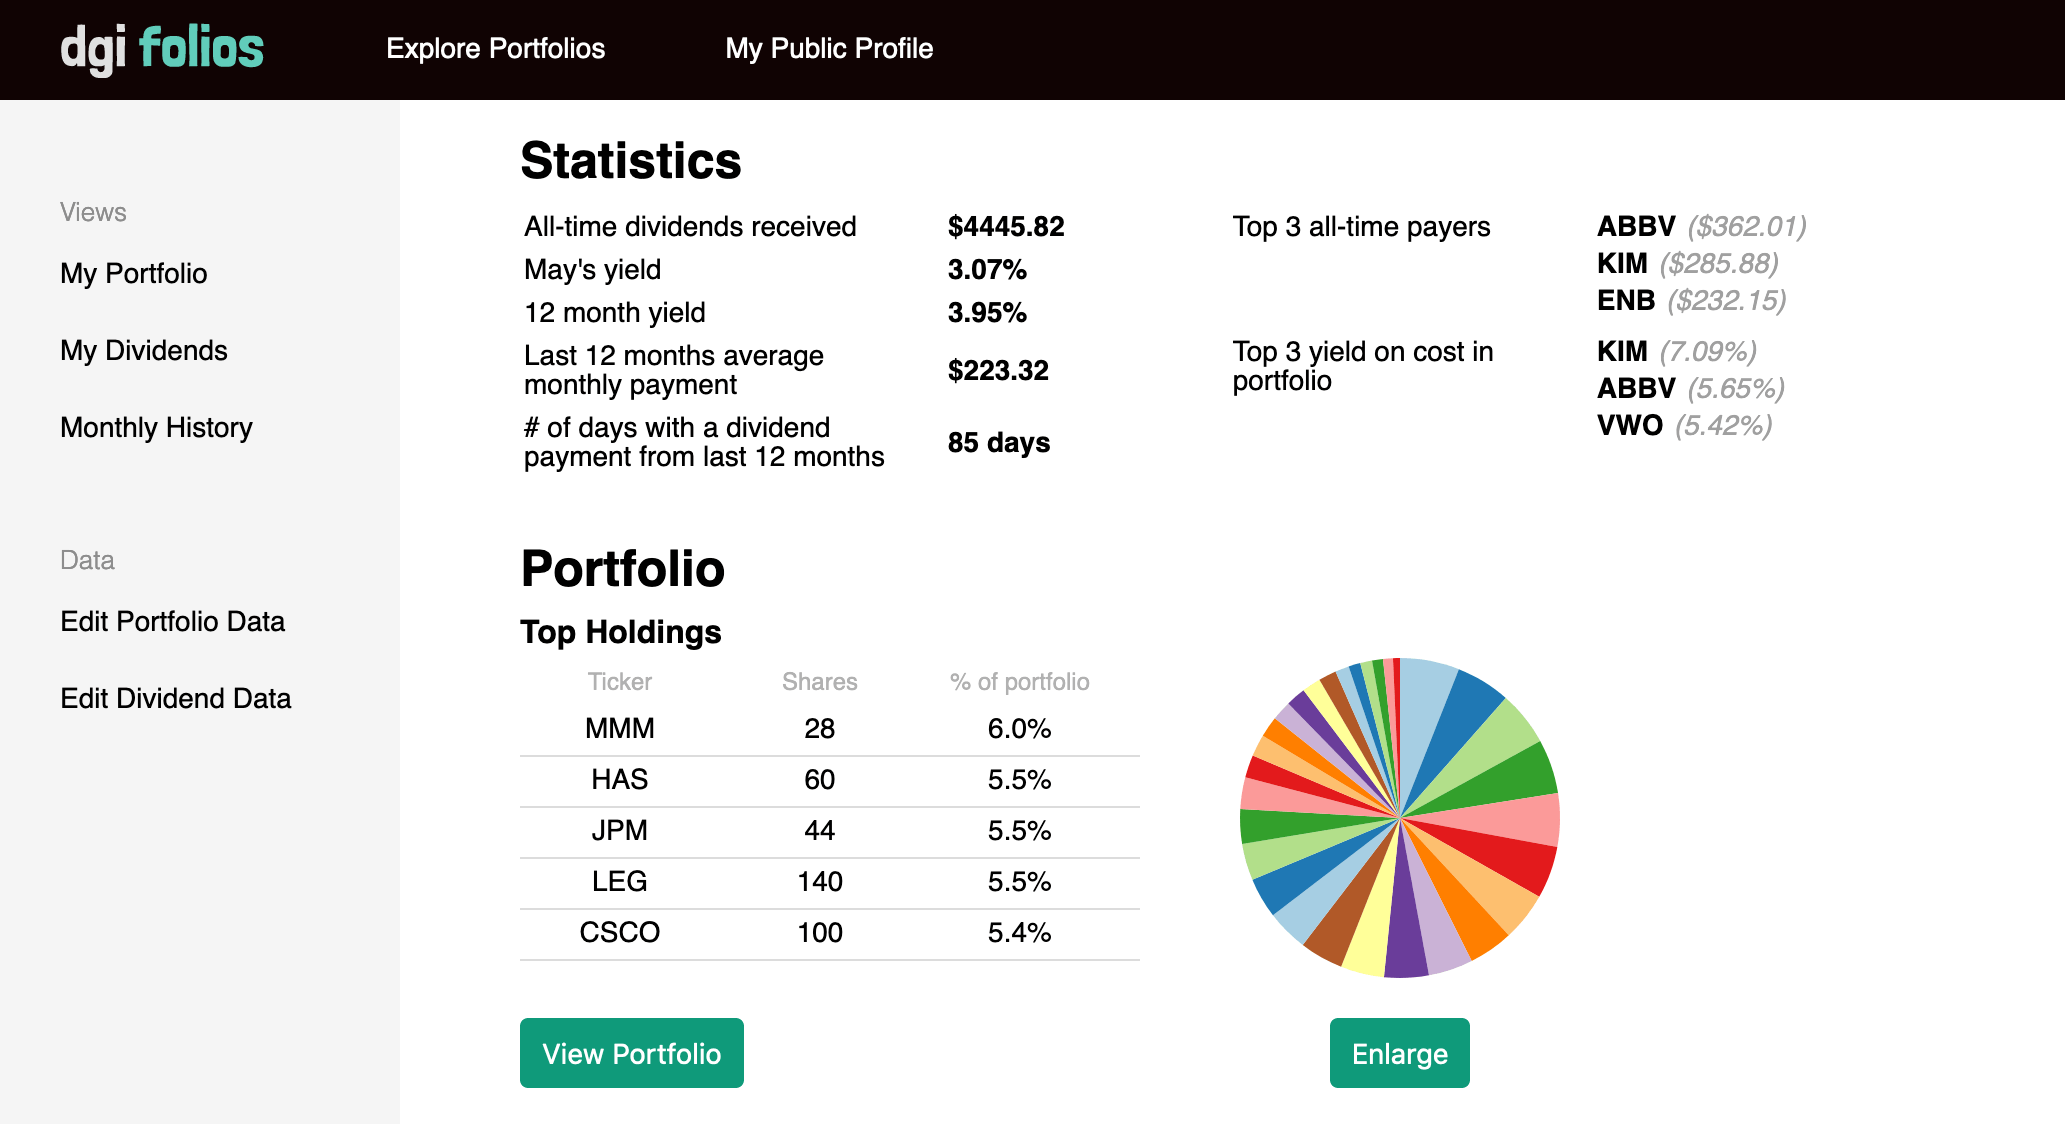 dgi folios
Explore Portfolios
My Public Profile
Views
My Portfolio
My Dividends
Monthly History
Data
Edit Portfolio Data
Edit Dividend Data
Statistics
All-time dividends received $4445.82
May's yield 3.07%
12 month yield 3.95%
Last 12 months average
monthly payment
$223.32
# of days with a dividend
payment from last 12 months
85 days
Top 3 all-time payers
ABBV ($362.01)
KIM ($285.88)
ENB ($232.15)
Top 3 yield on cost in
portfolio
KIM (7.09%)
ABBV (5.65%)
VWO (5.42%)
Portfolio
Top Holdings
Ticker Shares % of portfolio
MMM 28 6.0%
HAS 60 5.5%
JPM 44 5.5%
LEG 140 5.5%
CSCO 100 5.4%
View Portfolio
Enlarge